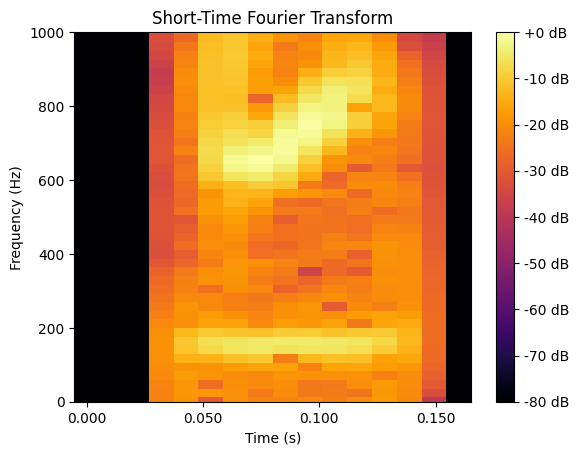 Short-Time Fourier Transform
1000
800
600
400
200
0
Frequency (Hz)
0.000
0.050
0.100
0.150
Time (s)
+0 dB
-10 dB
-20 dB
-30 dB
-40 dB
-50 dB
-60 dB
-70 dB
-80 dB